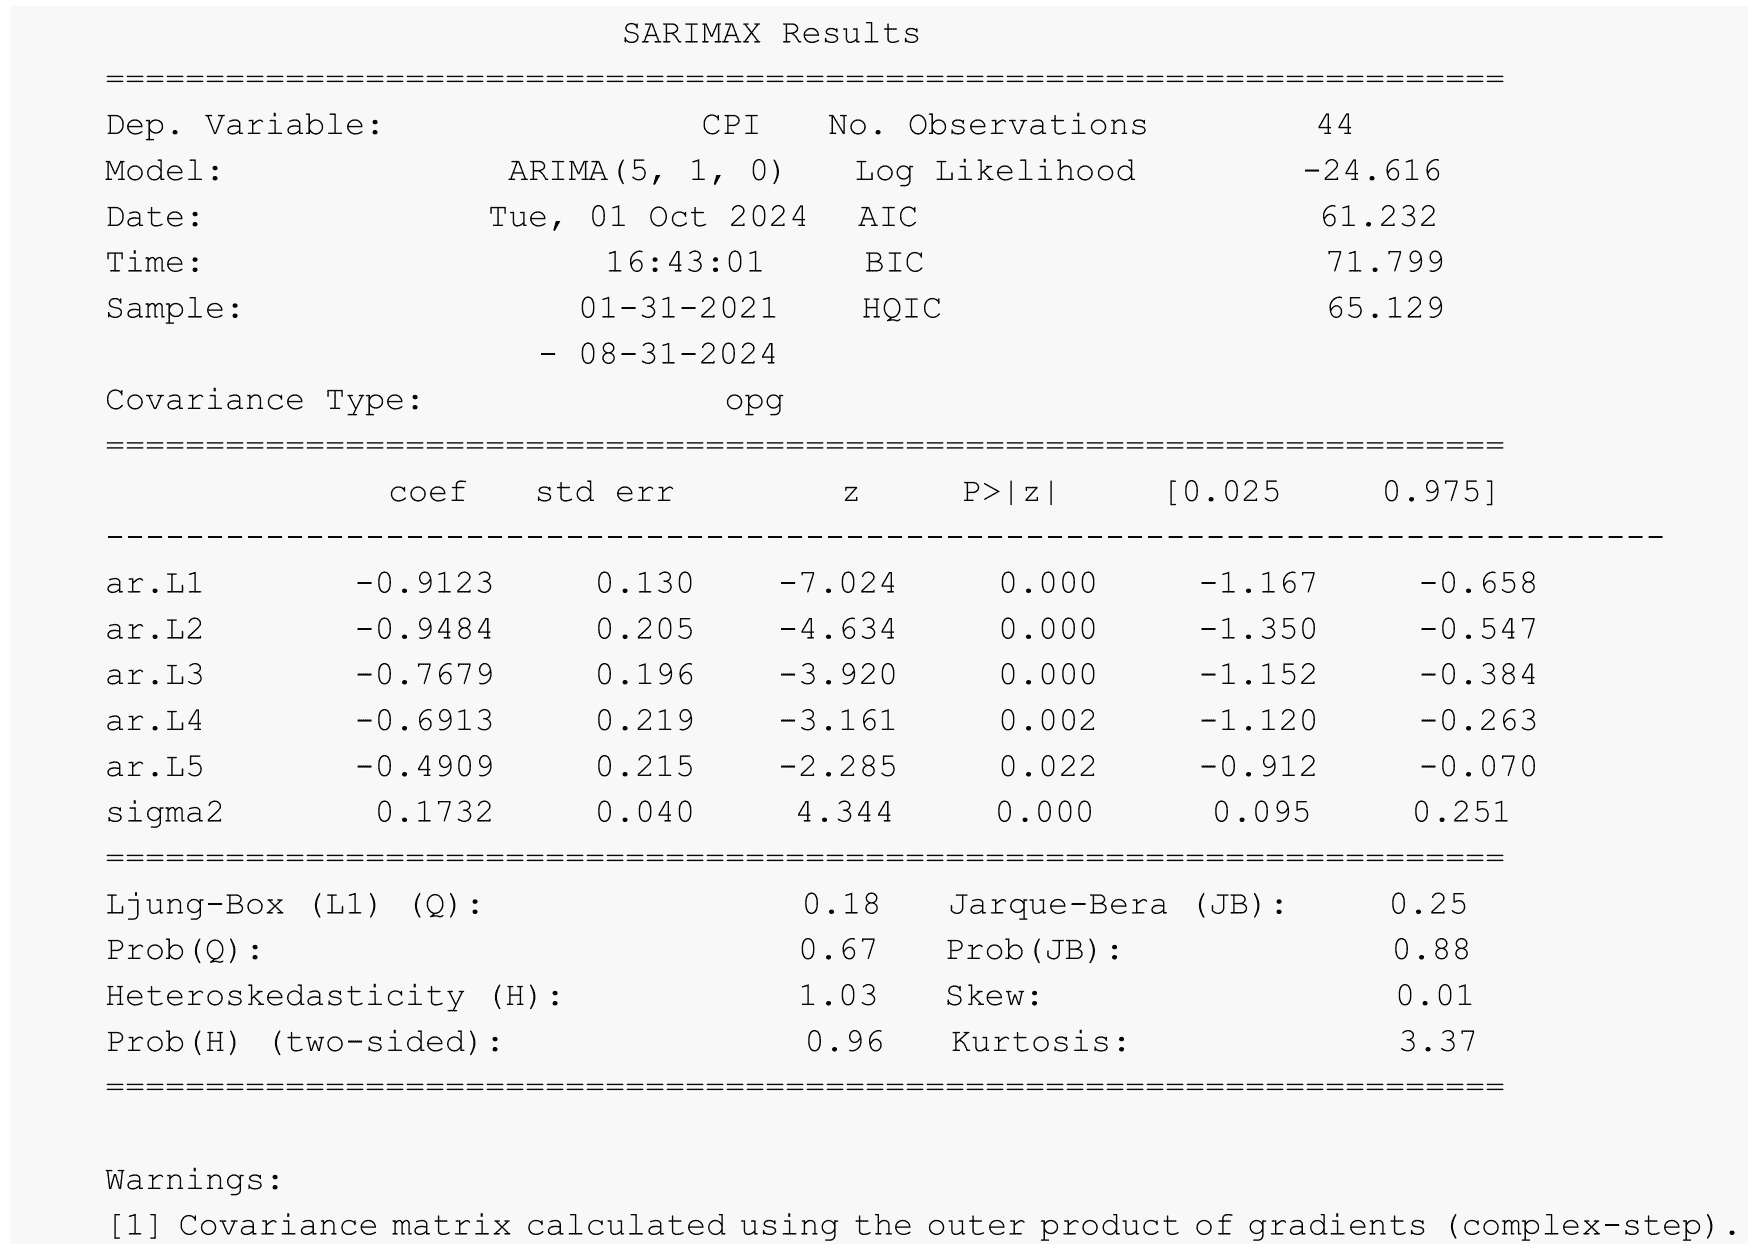 SARIMAX Results
======================================================================
Dep. Variable: CPI No. Observations 44
Model: ARIMA(5, 1, 0) Log Likelihood -24.616
Date: Tue, 01 Oct 2024 AIC 61.232
Time: 16:43:01 BIC 71.799
Sample: 01-31-2021 HQIC 65.129
- 08-31-2024
Covariance Type: opg
======================================================================
coef std err z P>|z| [0.025 0.975]
------------------------------------------------------------------------------
ar.L1 -0.9123 0.130 -7.024 0.000 -1.167 -0.658
ar.L2 -0.9484 0.205 -4.634 0.000 -1.350 -0.547
ar.L3 -0.7679 0.196 -3.920 0.000 -1.152 -0.384
ar.L4 -0.6913 0.219 -3.161 0.002 -1.120 -0.263
ar.L5 -0.4909 0.215 -2.285 0.022 -0.912 -0.070
sigma2 0.1732 0.040 4.344 0.000 0.095 0.251
======================================================================
Ljung-Box (L1) (Q): 0.18 Jarque-Bera (JB): 0.25
Prob(Q): 0.67 Prob(JB): 0.88
Heteroskedasticity (H): 1.03 Skew: 0.01
Prob(H) (two-sided): 0.96 Kurtosis: 3.37
======================================================================
Warnings:
[1] Covariance matrix calculated using the outer product of gradients (complex-step).